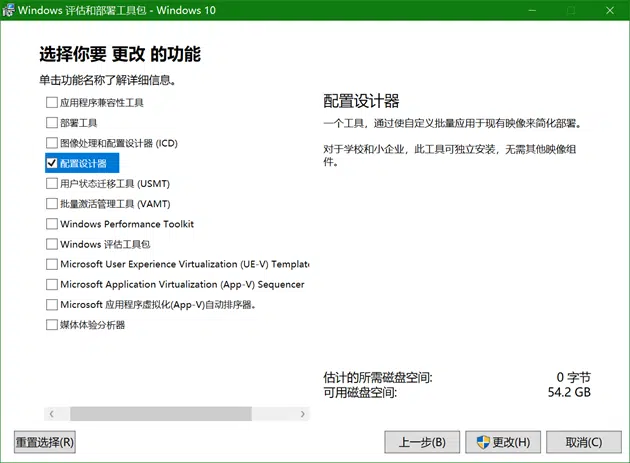 Windows 评估和部署工具包 - Windows 10
选择你要 更改 的功能
单击功能名称了解详细信息。
应用程序兼容性工具
部署工具
图像处理和配置设计器 (ICD)
配置设计器
用户状态迁移工具 (USMT)
批量激活管理工具 (VAMT)
Windows Performance Toolkit
Windows 评估工具包
Microsoft User Experience Virtualization (UE-V) Template
Microsoft Application Virtualization (App-V) Sequencer
Microsoft 应用程序虚拟化(App-V)自动排序器。
媒体体验分析器
配置设计器
一个工具，通过使自定义批量应用于现有映像来简化部署。
对于学校和小企业，此工具可独立安装，无需其他映像组
件。
估计的所需磁盘空间: 0 字节
可用磁盘空间: 54.2 GB
重置选择(R) 上一步(B) 更改(H) 取消(C)